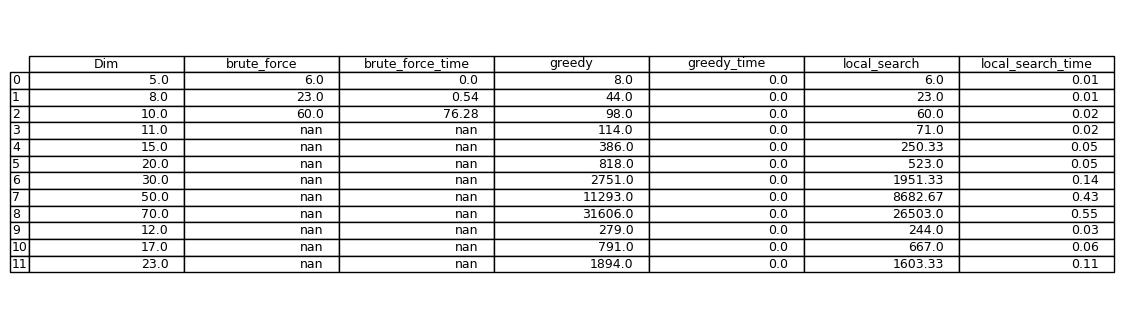 Dim brute_force brute_force_time greedy greedy_time local_search local_search_time
0 5.0 6.0 0.0 8.0 0.0 6.0 0.01
1 8.0 23.0 0.54 44.0 0.0 23.0 0.01
2 10.0 60.0 76.28 98.0 0.0 60.0 0.02
3 11.0 nan nan 114.0 0.0 71.0 0.02
4 15.0 nan nan 386.0 0.0 250.33 0.05
5 20.0 nan nan 818.0 0.0 523.0 0.05
6 30.0 nan nan 2751.0 0.0 1951.33 0.14
7 50.0 nan nan 11293.0 0.0 8682.67 0.43
8 70.0 nan nan 31606.0 0.0 26503.0 0.55
9 12.0 nan nan 279.0 0.0 244.0 0.03
10 17.0 nan nan 791.0 0.0 667.0 0.06
11 23.0 nan nan 1894.0 0.0 1603.33 0.11